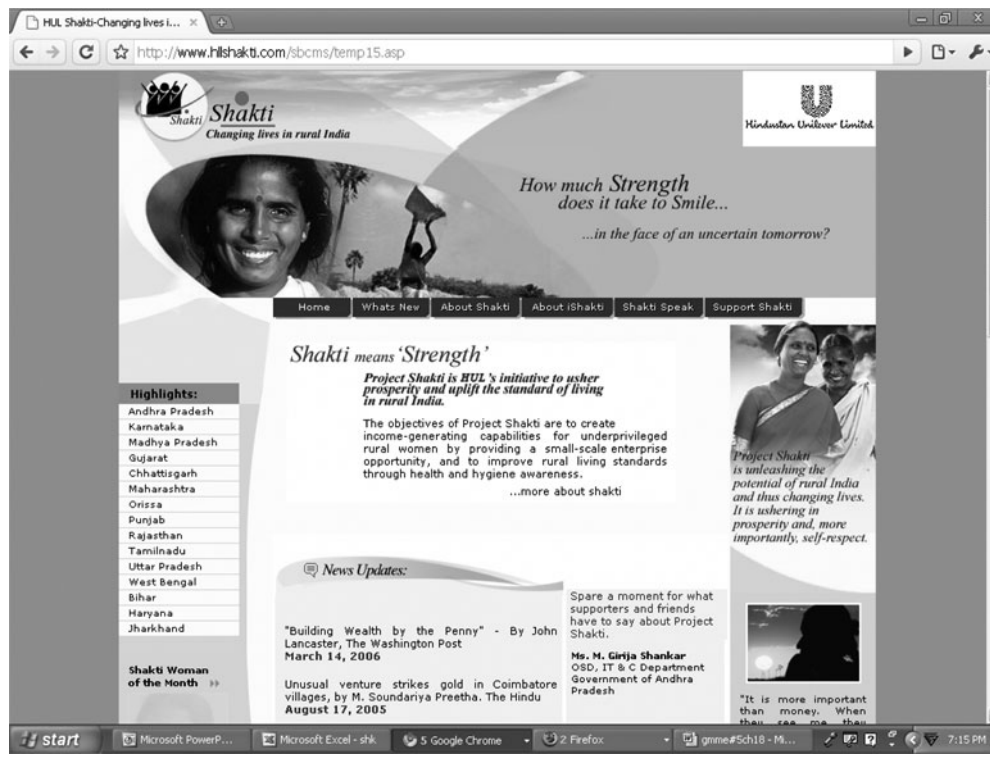 HUL Shakti-Changing lives i...
http://www.hllshakti.com/sbcms/temp15.asp
Shakti
Shakti
Changing lives in rural India
Hindustan Unilever Limited
How much Strength
does it take to Smile...
...in the face of an uncertain tomorrow?
Home
Whats New
About Shakti
About iShakti
Shakti Speak
Support Shakti
Highlights:
Andhra Pradesh
Karnataka
Madhya Pradesh
Gujarat
Chhattisgarh
Maharashtra
Orissa
Punjab
Rajasthan
Tamilnadu
Uttar Pradesh
West Bengal
Bihar
Haryana
Jharkhand
Shakti Woman
of the Month
Shakti means 'Strength'
Project Shakti is HUL 's initiative to usher
prosperity and uplift the standard of living
in rural India.
The objectives of Project Shakti are to create
income-generating capabilities for underprivileged
rural women by providing a small-scale enterprise
opportunity, and to improve rural living standards
through health and hygiene awareness.
...more about shakti
News Updates:
"Building Wealth by the Penny" - By John
Lancaster, The Washington Post
March 14, 2006
Unusual venture strikes gold in Coimbatore
villages, by M. Soundariya Preetha. The Hindu
August 17, 2005
Spare a moment for what
supporters and friends
have to say about Project
Shakti.
Ms. M. Girija Shankar
OSD, IT & C Department
Government of Andhra
Pradesh
Project Shakti
is unleashing the
potential of rural India
and thus changing lives.
It is ushering in
prosperity and, more
importantly, self-respect.
"It is more important
than money. When
they see me they
start
Microsoft PowerP...
Microsoft Excel - shk
5 Google Chrome
2 Firefox
gmme#Sch18 - Mi...
7:15 PM